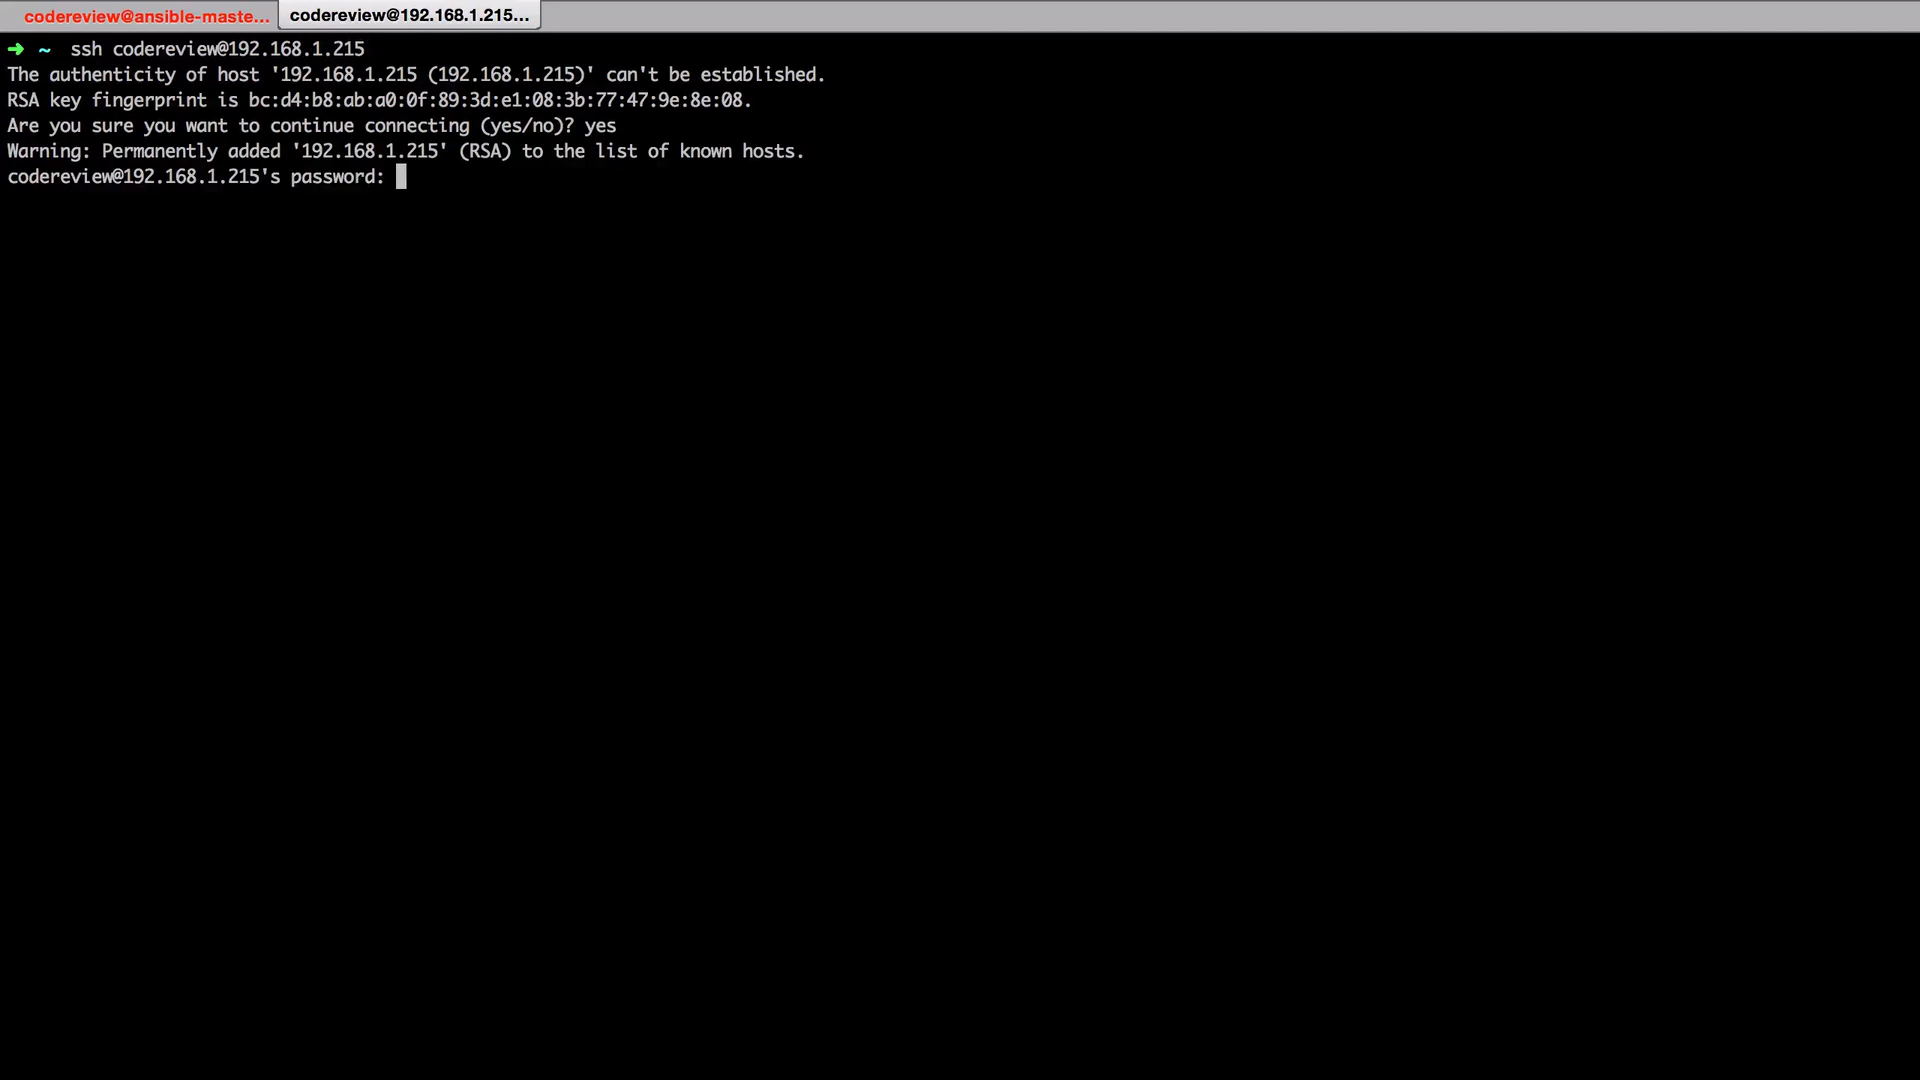 codereview@ansible-maste...
codereview@192.168.1.215...
➜ ~ ssh codereview@192.168.1.215
The authenticity of host '192.168.1.215 (192.168.1.215)' can't be established.
RSA key fingerprint is bc:d4:b8:ab:a0:0f:89:3d:e1:08:3b:77:47:9e:8e:08.
Are you sure you want to continue connecting (yes/no)? yes
Warning: Permanently added '192.168.1.215' (RSA) to the list of known hosts.
codereview@192.168.1.215's password: